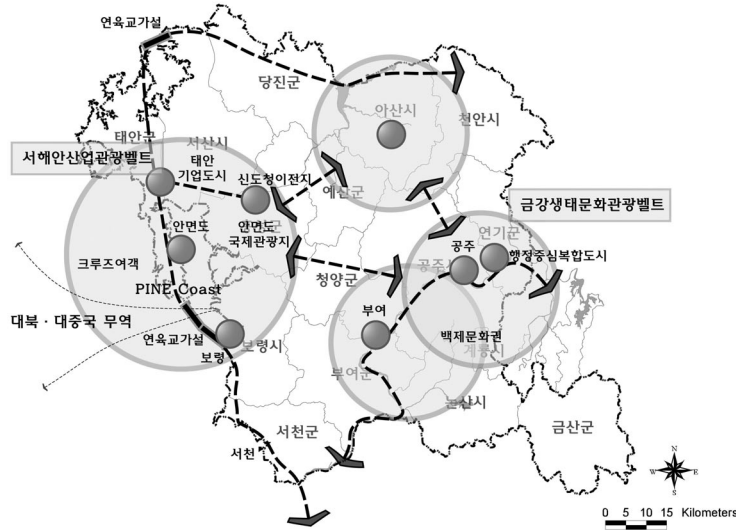 연육교가설
당진군
아산시
천안시
태안군
서산시
서해안산업관광벨트
태안
기업도시
신도청이전지
예산군
금강생태문화관광벨트
안면도
안면도
국제관광지
연기군
공주
행정중심복합도시
크루즈여객
청양군
공주
PINE Coast
대북 · 대중국 무역
연육교가설
보령
보령시
부여
백제문화권
계룡시
부여군
논산시
서천군
서천
금산군
N
W
E
S
0 5 10 15 Kilometers